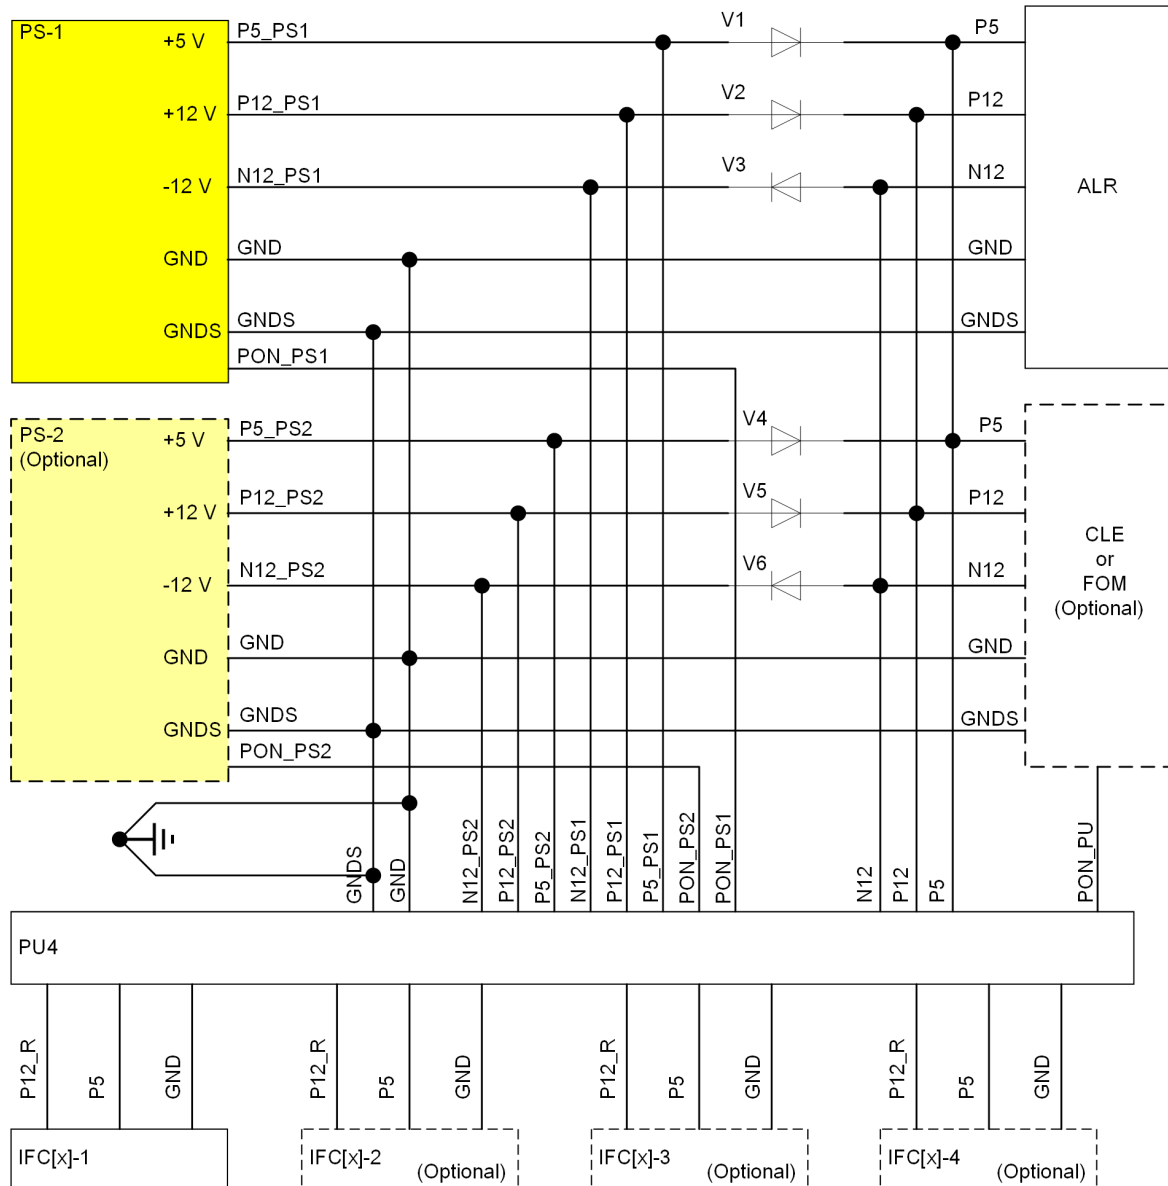 PS-1
+5 V
P5_PS1
V1
P5
+12 V
P12_PS1
V2
P12
-12 V
N12_PS1
V3
N12
ALR
GND
GND
GND
GNDS
GNDS
GNDS
PON_PS1
PS-2
(Optional)
+5 V
P5_PS2
V4
P5
+12 V
P12_PS2
V5
P12
-12 V
N12_PS2
V6
N12
CLE
or
FOM
(Optional)
GND
GND
GND
GNDS
GNDS
GNDS
PON_PS2
GNDS
GND
N12_PS2
P12_PS2
P5_PS2
N12_PS1
P12_PS1
P5_PS1
PON_PS2
PON_PS1
N12
P12
P5
PON_PU
PU4
P12_R
P5
GND
P12_R
P5
GND
P12_R
P5
GND
P12_R
P5
GND
IFC[x]-1
IFC[x]-2
(Optional)
IFC[x]-3
(Optional)
IFC[x]-4
(Optional)